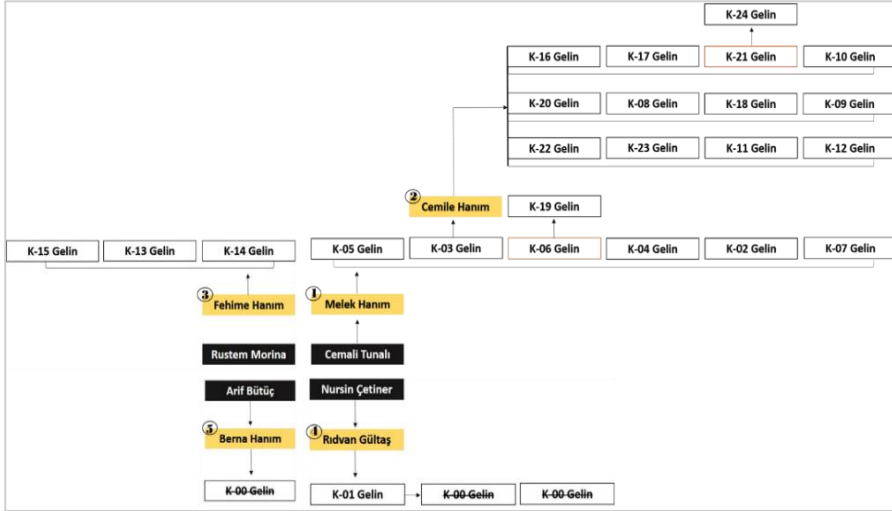 K-24 Gelin
K-16 Gelin K-17 Gelin K-21 Gelin K-10 Gelin
K-20 Gelin K-08 Gelin K-18 Gelin K-09 Gelin
K-22 Gelin K-23 Gelin K-11 Gelin K-12 Gelin
2 Cemile Hanım K-19 Gelin
K-15 Gelin K-13 Gelin K-14 Gelin K-05 Gelin K-03 Gelin K-06 Gelin K-04 Gelin K-02 Gelin K-07 Gelin
3 Fehime Hanım 1 Melek Hanım
Rustem Morina Cemali Tunalı
Arif Bütüç Nursin Çetiner
5 Berna Hanım 4 Rıdvan Gültaş
K-00 Gelin K-01 Gelin K-00 Gelin K-00 Gelin